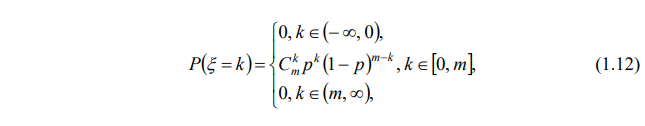 0, k ∈ (− ∞, 0),
P(ξ = k) = { C_m^k p^k (1 − p)^{m−k}, k ∈ [0, m], (1.12)
0, k ∈ (m, ∞),